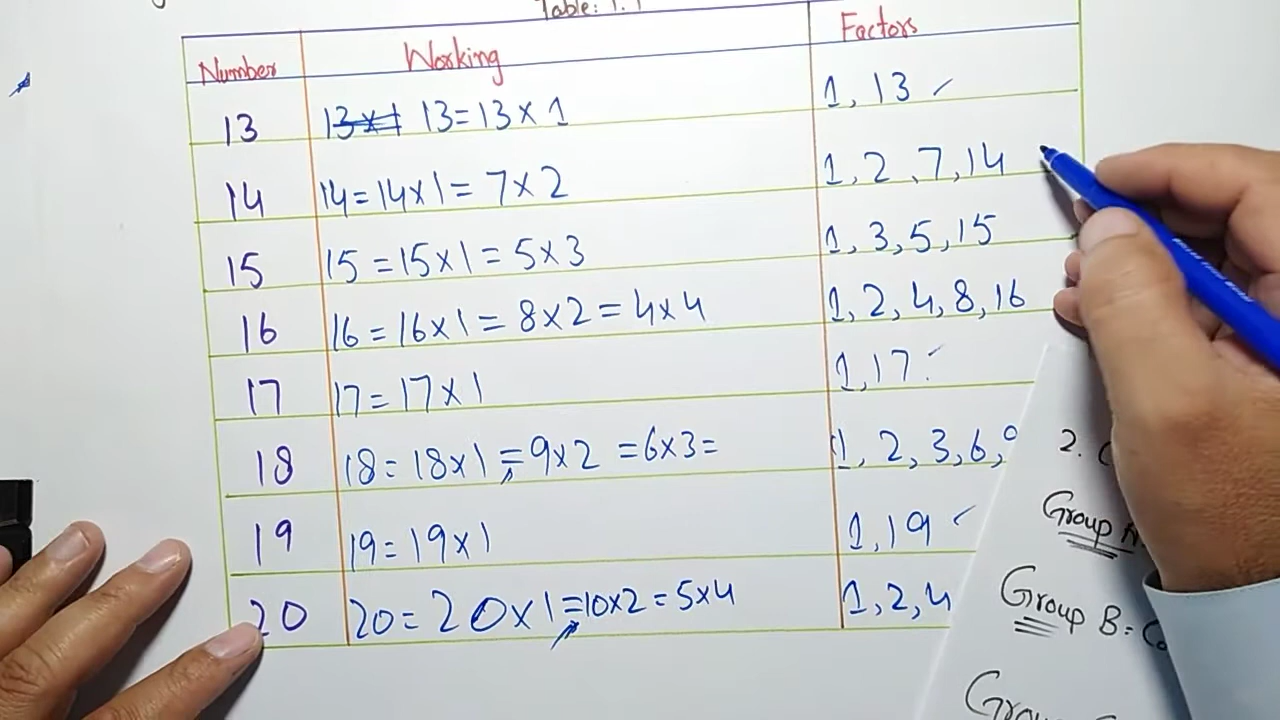 Table: 1.1
Number Working Factors
13 13×1 13=13×1 1, 13
14 14=14×1=7×2 1,2,7,14
15 15=15×1=5×3 1,3,5,15
16 16=16×1=8×2=4×4 1,2,4,8,16
17 17=17×1 1,17
18 18=18×1=9×2=6×3= 1, 2, 3, 6,
19 19=19×1 1,19
20 20=20×1=10×2=5×4 1,2,4
2.
Group A
Group B:
Group